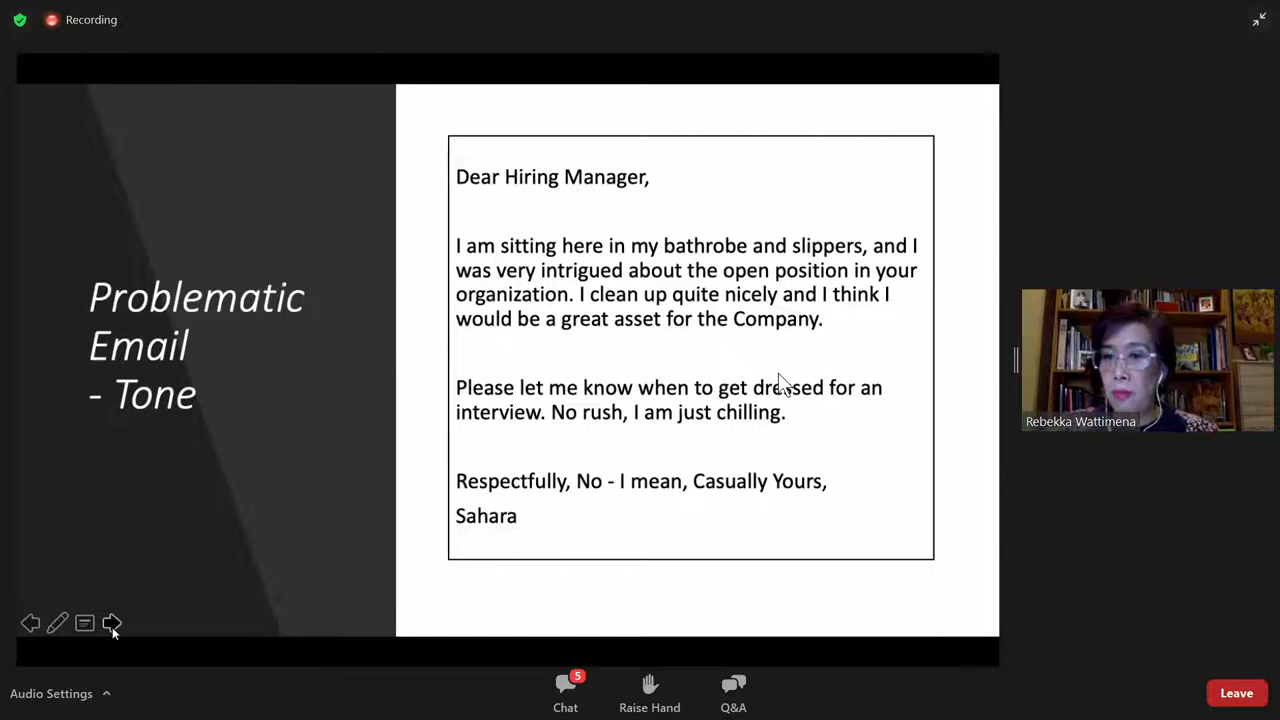 Recording
Problematic
Email
- Tone
Dear Hiring Manager,
I am sitting here in my bathrobe and slippers, and I
was very intrigued about the open position in your
organization. I clean up quite nicely and I think I
would be a great asset for the Company.
Please let me know when to get dressed for an
interview. No rush, I am just chilling.
Respectfully, No - I mean, Casually Yours,
Sahara
Rebekka Wattimena
Audio Settings
5
Chat
Raise Hand
Q&A
Leave